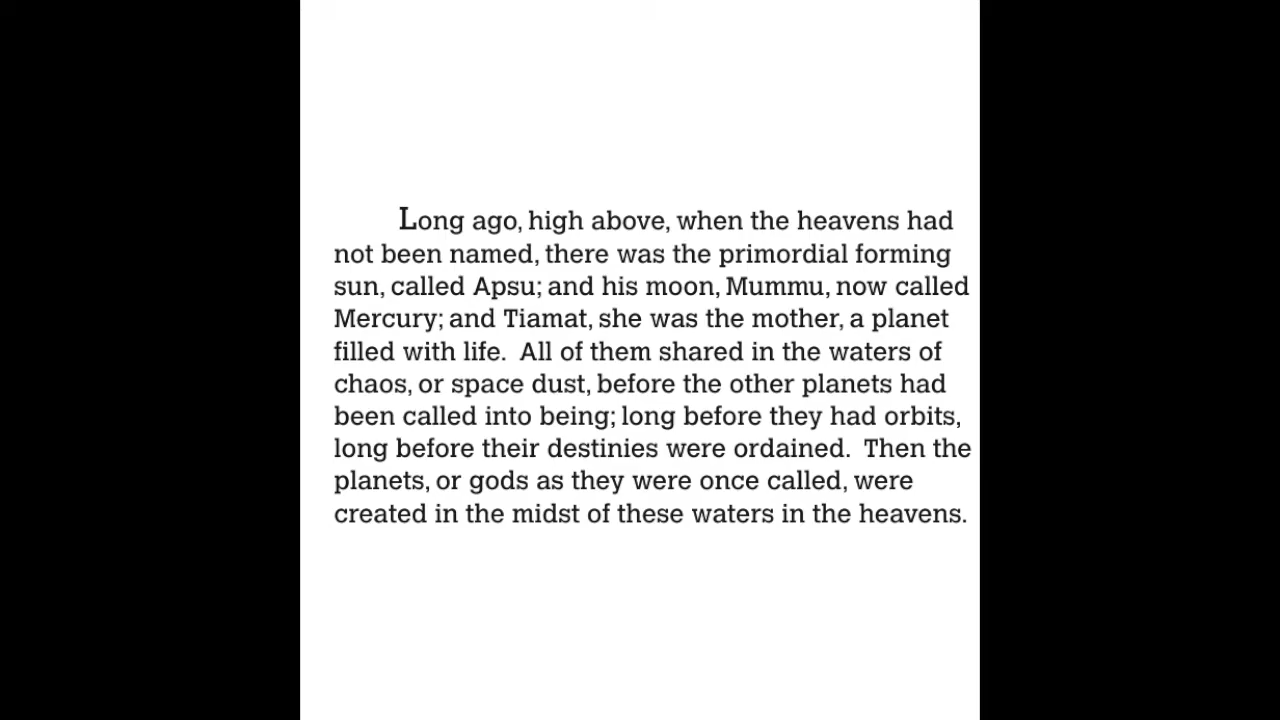 Long ago, high above, when the heavens had
not been named, there was the primordial forming
sun, called Apsu; and his moon, Mummu, now called
Mercury; and Tiamat, she was the mother, a planet
filled with life.  All of them shared in the waters of
chaos, or space dust, before the other planets had
been called into being; long before they had orbits,
long before their destinies were ordained.  Then the
planets, or gods as they were once called, were
created in the midst of these waters in the heavens.